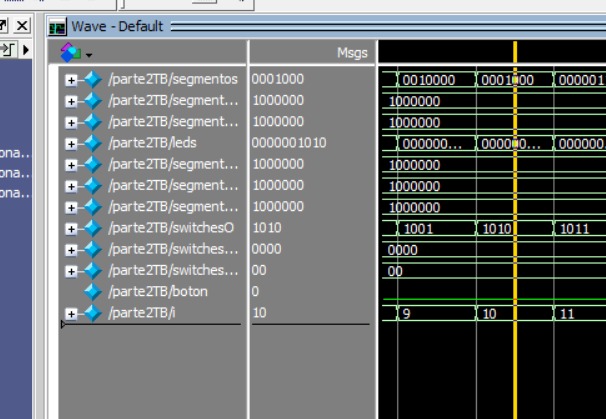 Wave - Default
Msgs
/parte2TB/segmentos 0001000 0010000 0001000 000001
/parte2TB/segment... 1000000 1000000
/parte2TB/segment... 1000000 1000000
/parte2TB/leds 0000001010 000000... 000000... 000000
/parte2TB/segment... 1000000 1000000
/parte2TB/segment... 1000000 1000000
/parte2TB/segment... 1000000 1000000
/parte2TB/switchesO 1010 1001 1010 1011
/parte2TB/switches... 0000 0000
/parte2TB/switches... 00 00
/parte2TB/boton 0
/parte2TB/i 10 9 10 11
ona...
ona...
ona...